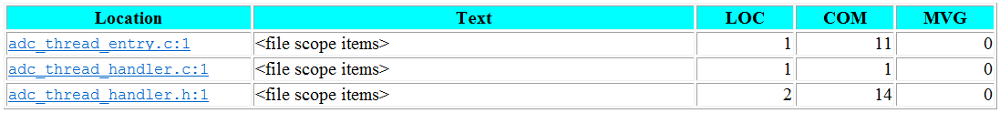 Location Text LOC COM MVG
adc_thread_entry.c:1 <file scope items> 1 11 0
adc_thread_handler.c:1 <file scope items> 1 1 0
adc_thread_handler.h:1 <file scope items> 2 14 0